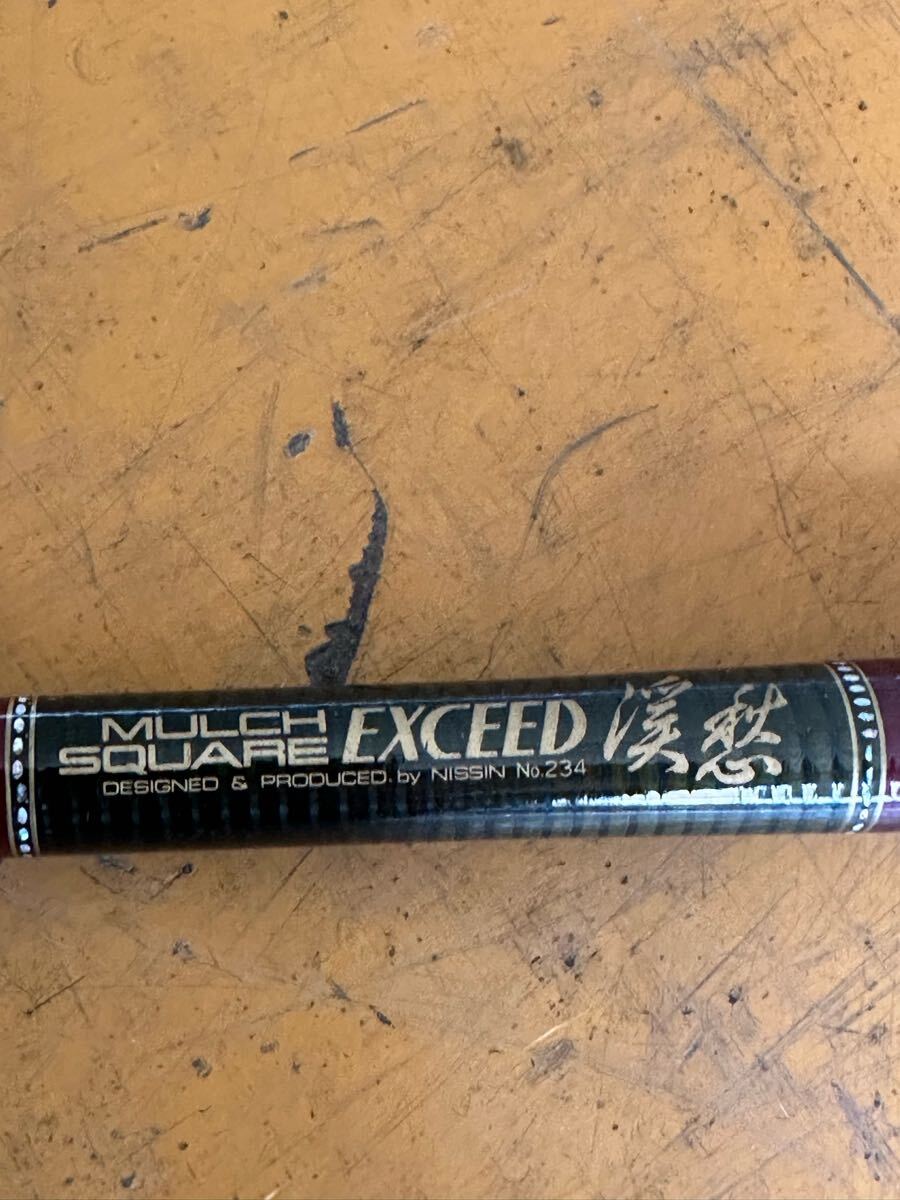 MULCH
SQUARE EXCEED 渓愁
DESIGNED & PRODUCED. by NISSIN No.234